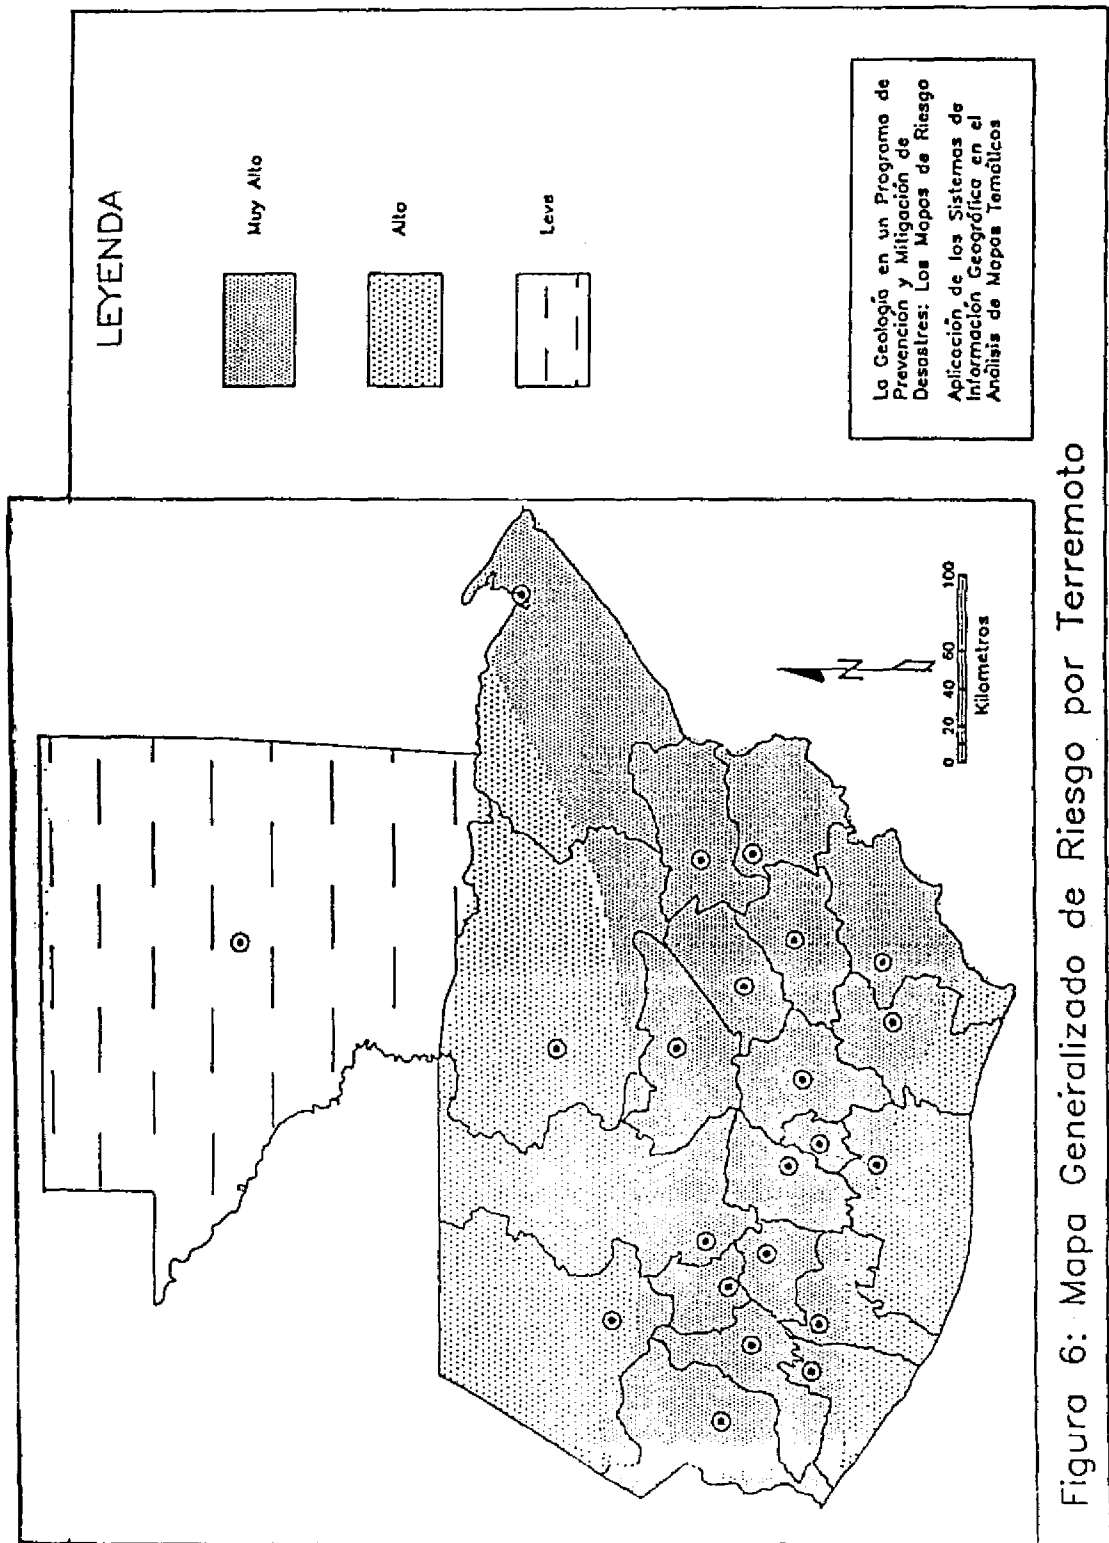 LEYENDA
Muy Alto
Alto
Leve
La Geología en un Programa de
Prevención y Mitigación de
Desastres: Los Mapas de Riesgo
Aplicación de los Sistemas de
Información Geográfica en el
Análisis de Mapas Temáticos
N
0 20 40 60 100
Kilometros
Figura 6: Mapa Generalizado de Riesgo por Terremoto